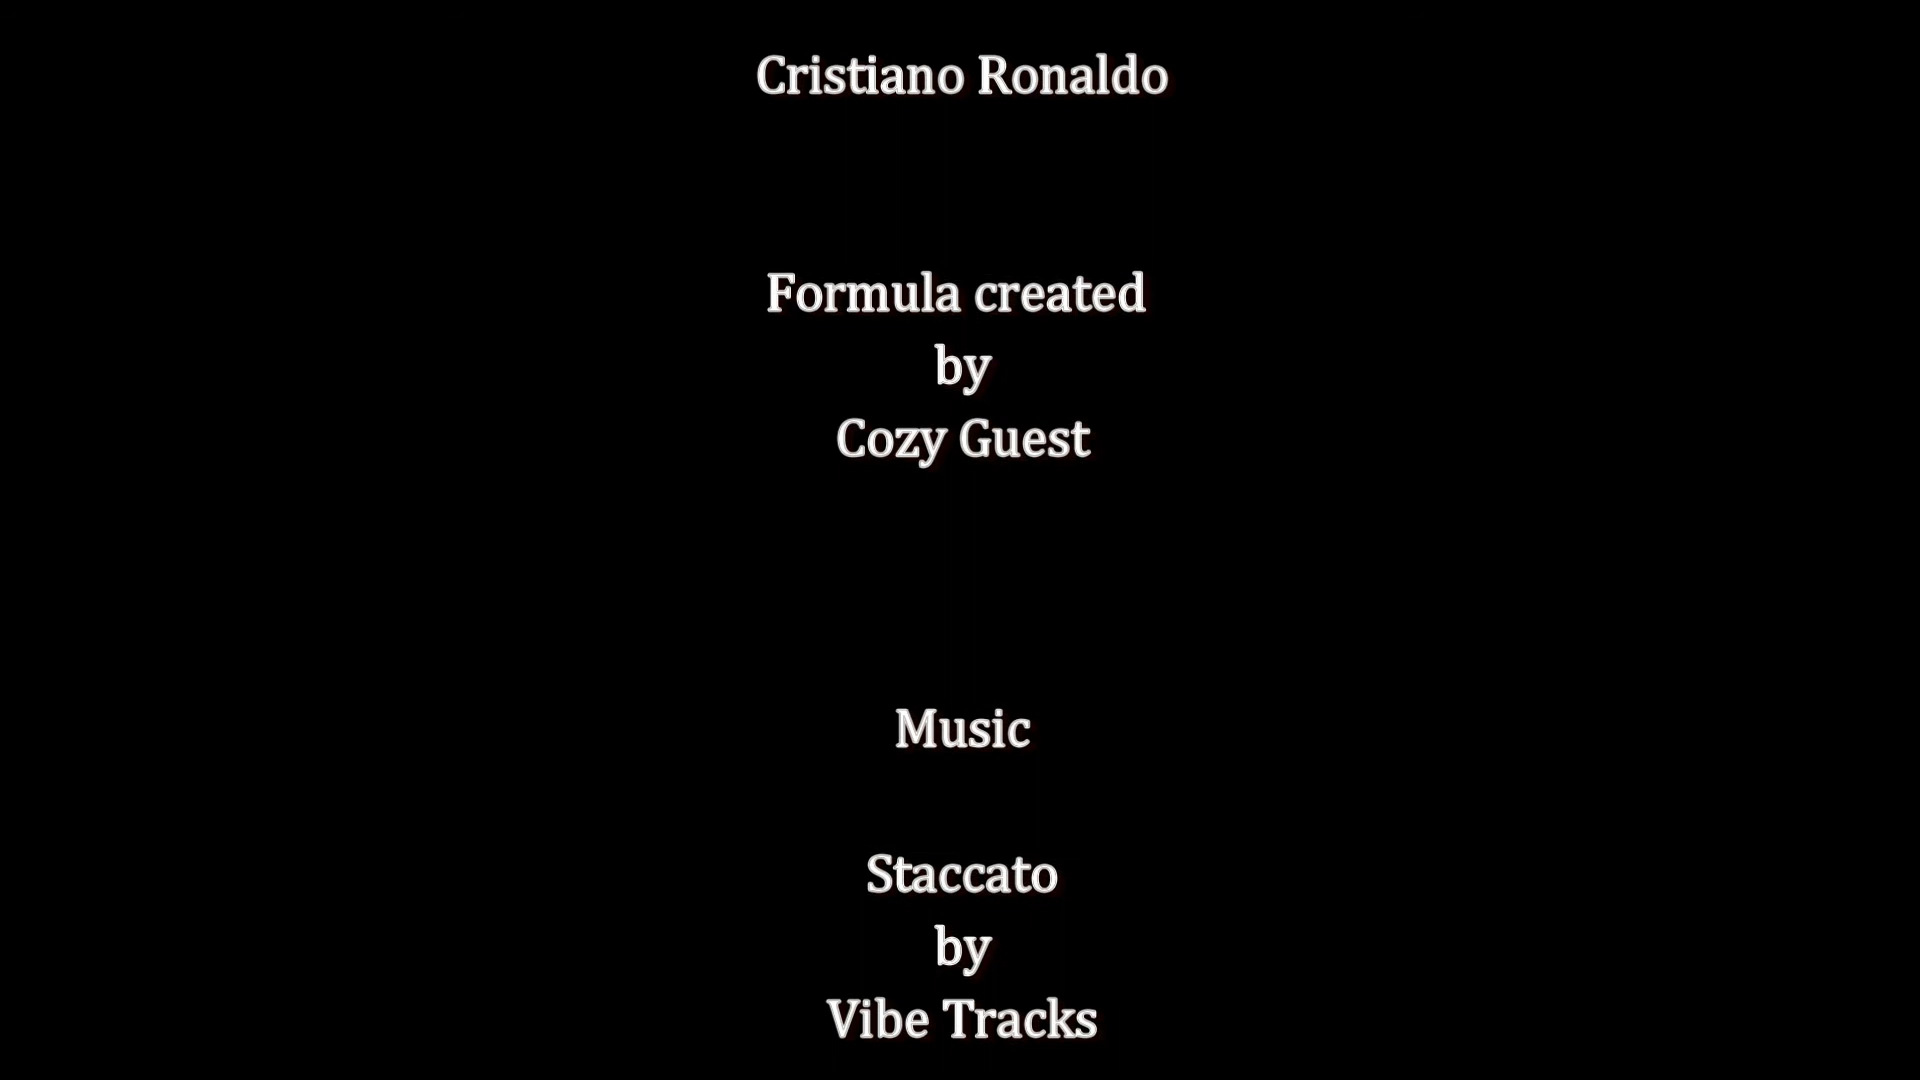 Cristiano Ronaldo
Formula created
by
Cozy Guest
Music
Staccato
by
Vibe Tracks